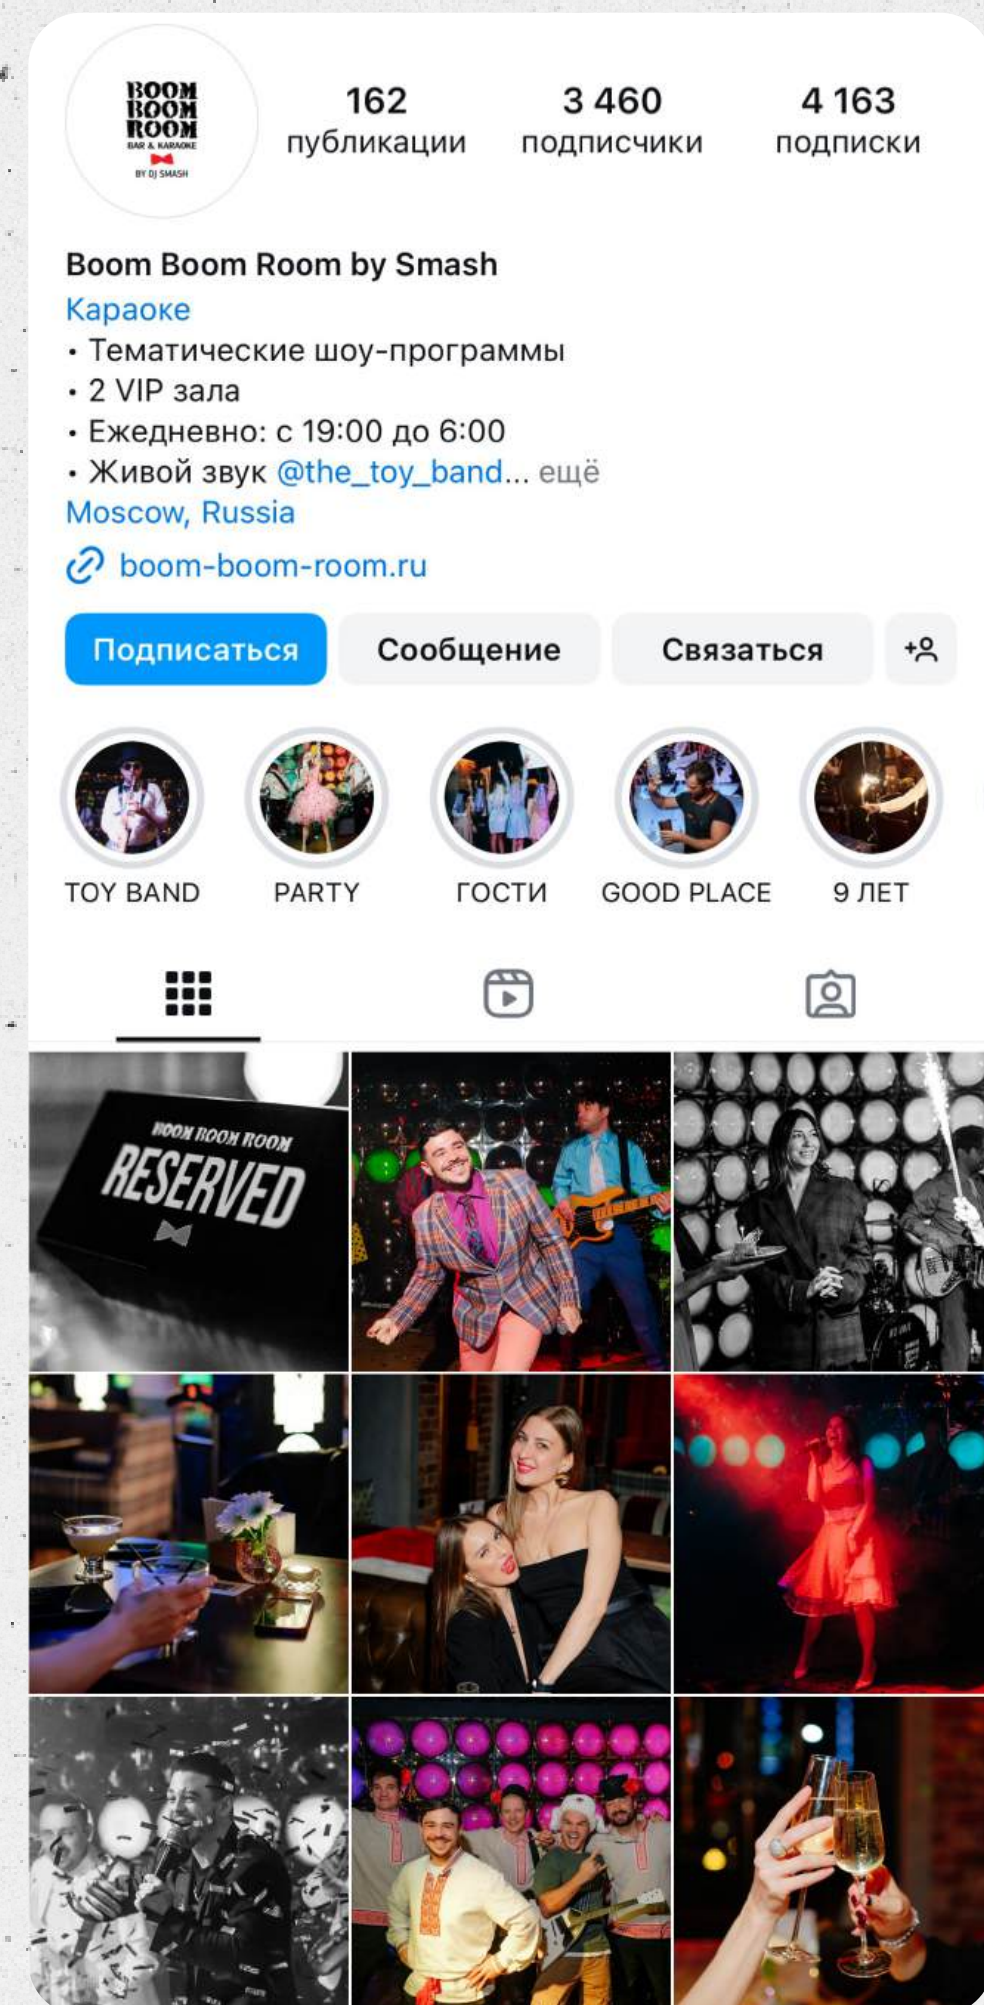 BOOM
BOOM
ROOM
BAR & KARAOKE
BY DJ SMASH
162
публикации
3 460
подписчики
4 163
подписки
Boom Boom Room by Smash
Караоке
• Тематические шоу-программы
• 2 VIP зала
• Ежедневно: с 19:00 до 6:00
• Живой звук @the_toy_band... ещё
Moscow, Russia
boom-boom-room.ru
Подписаться
Сообщение
Связаться
TOY BAND
PARTY
ГОСТИ
GOOD PLACE
9 ЛЕТ
BOOM BOOM ROOM
RESERVED